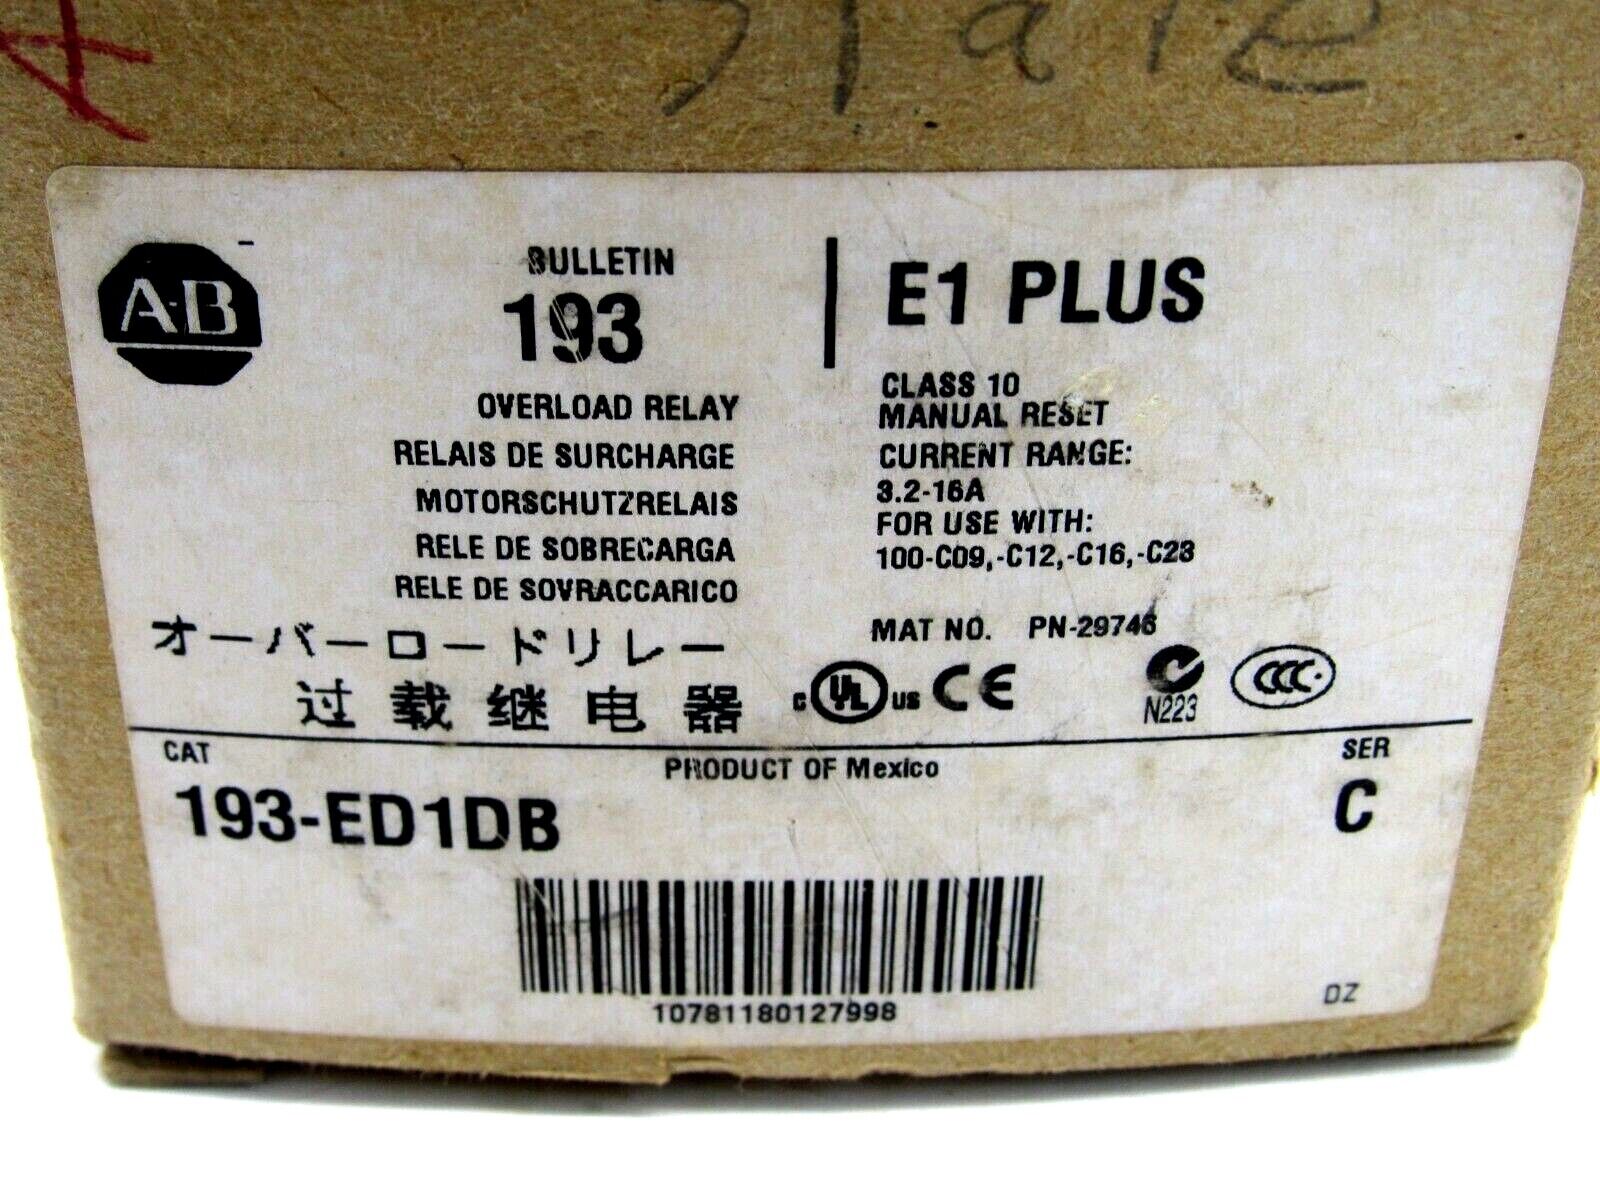 State
A-B
BULLETIN
193
OVERLOAD RELAY
RELAIS DE SURCHARGE
MOTORSCHUTZRELAIS
RELE DE SOBRECARGA
RELE DE SOVRACCARICO
オーバーロードリレー
过载继电器
E1 PLUS
CLASS 10
MANUAL RESET
CURRENT RANGE:
3.2-16A
FOR USE WITH:
100-C09,-C12,-C16,-C23
MAT NO. PN-29746
c UL US CE N223 CCC
CAT
193-ED1DB
PRODUCT OF Mexico
SER
C
10781180127998
DZ